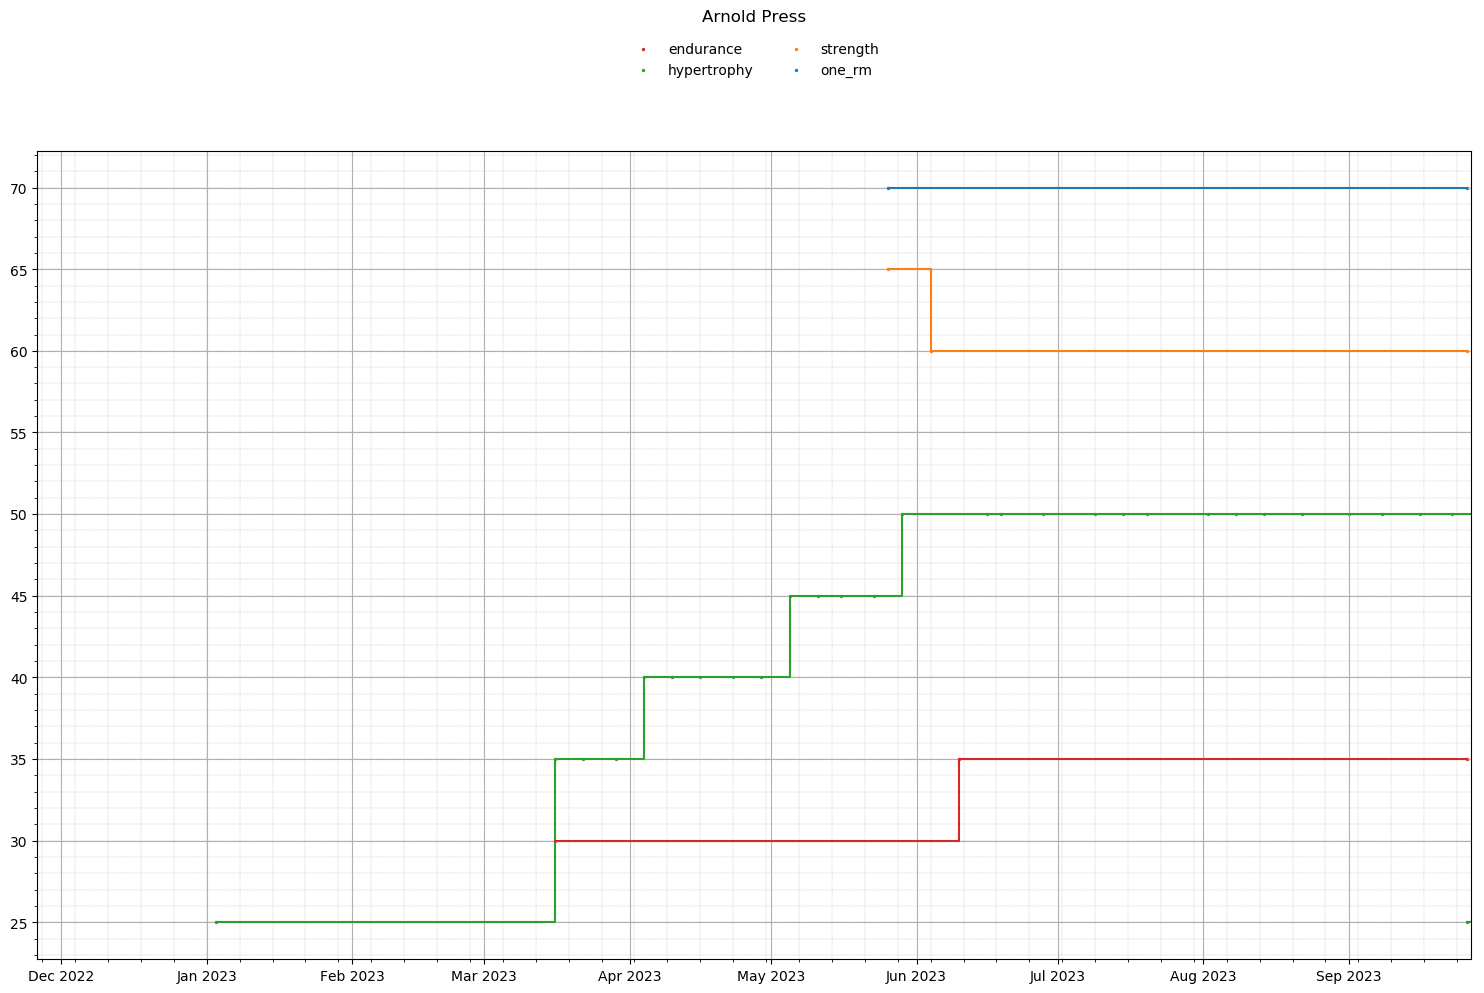 Arnold Press
endurance strength
hypertrophy one_rm
70
65
60
55
50
45
40
35
30
25
Dec 2022 Jan 2023 Feb 2023 Mar 2023 Apr 2023 May 2023 Jun 2023 Jul 2023 Aug 2023 Sep 2023